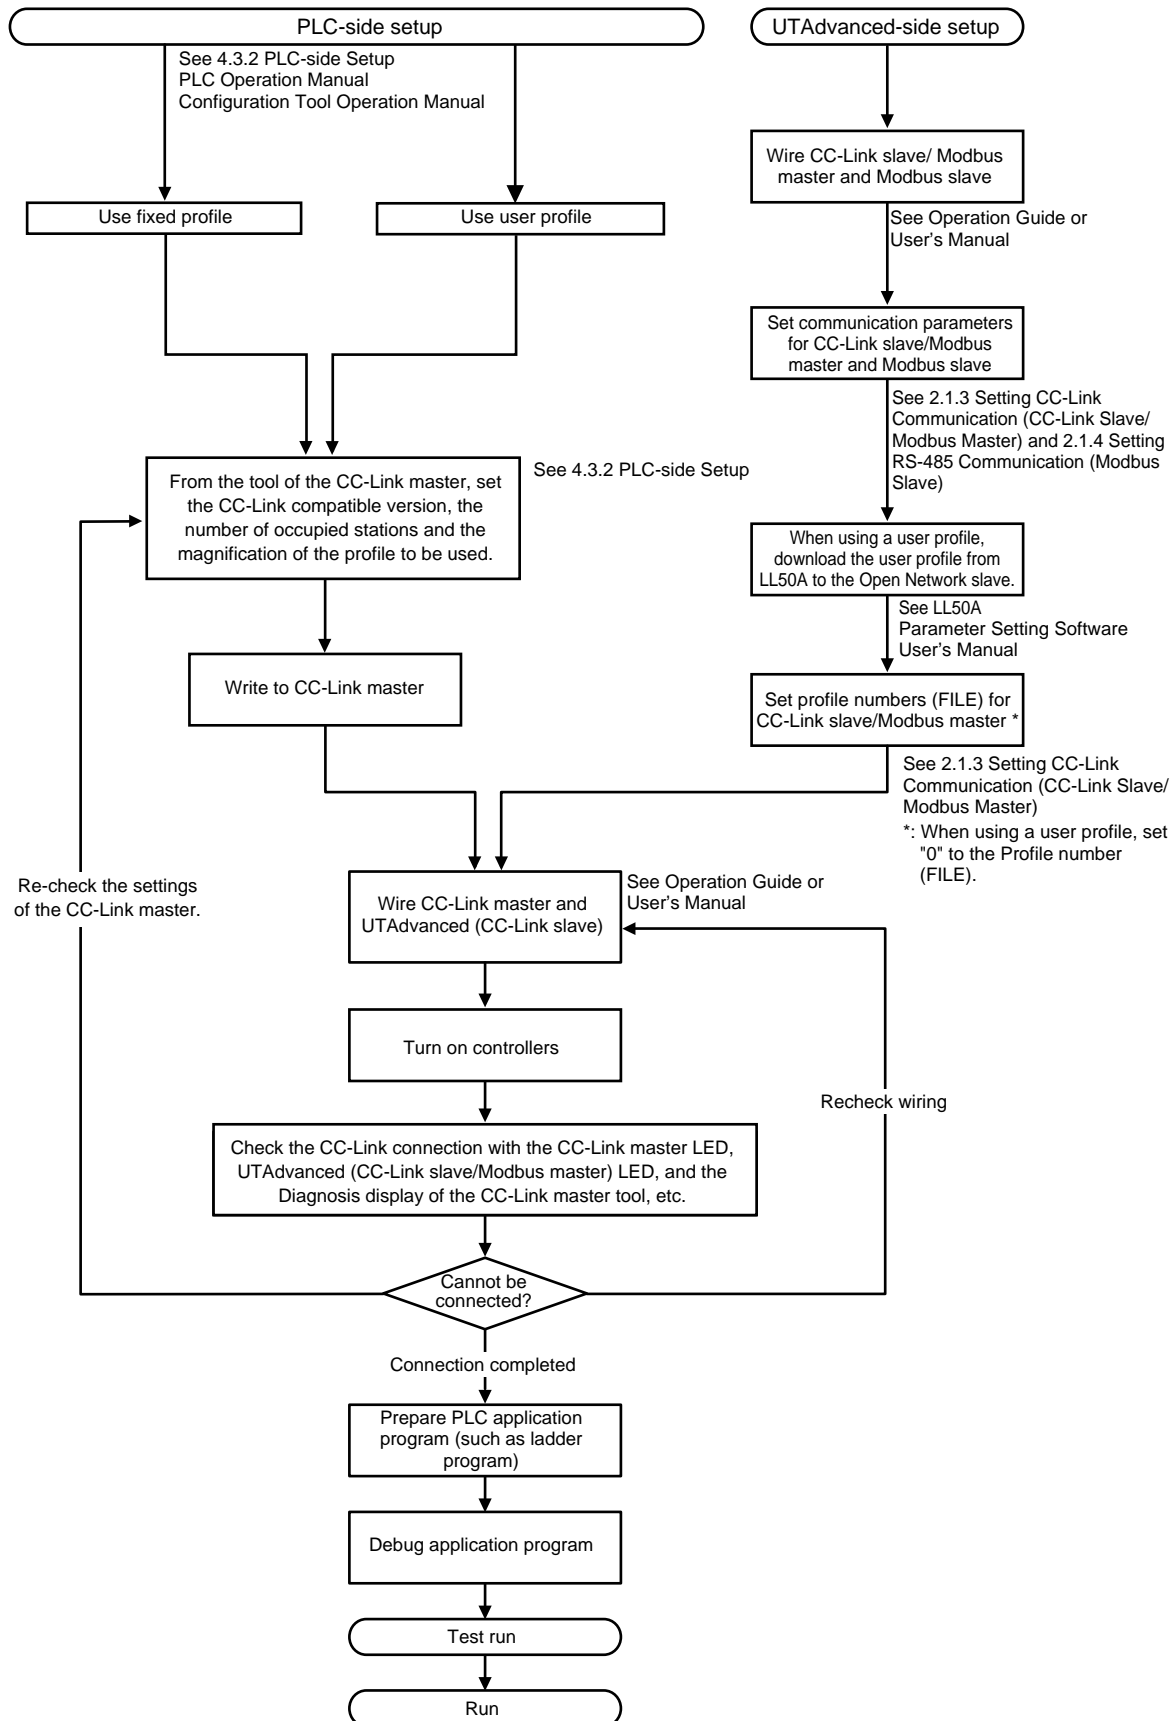 PLC-side setup
UTAdvanced-side setup
See 4.3.2 PLC-side Setup
PLC Operation Manual
Configuration Tool Operation Manual
Wire CC-Link slave/ Modbus
master and Modbus slave
Use fixed profile
Use user profile
See Operation Guide or
User's Manual
Set communication parameters
for CC-Link slave/Modbus
master and Modbus slave
See 2.1.3 Setting CC-Link
Communication (CC-Link Slave/
Modbus Master) and 2.1.4 Setting
RS-485 Communication (Modbus
Slave)
From the tool of the CC-Link master, set
the CC-Link compatible version, the
number of occupied stations and the
magnification of the profile to be used.
See 4.3.2 PLC-side Setup
When using a user profile,
download the user profile from
LL50A to the Open Network slave.
See LL50A
Parameter Setting Software
User's Manual
Write to CC-Link master
Set profile numbers (FILE) for
CC-Link slave/Modbus master *
See 2.1.3 Setting CC-Link
Communication (CC-Link Slave/
Modbus Master)
*: When using a user profile, set
"0" to the Profile number
(FILE).
Re-check the settings
of the CC-Link master.
Wire CC-Link master and
UTAdvanced (CC-Link slave)
See Operation Guide or
User's Manual
Turn on controllers
Recheck wiring
Check the CC-Link connection with the CC-Link master LED,
UTAdvanced (CC-Link slave/Modbus master) LED, and the
Diagnosis display of the CC-Link master tool, etc.
Cannot be
connected?
Connection completed
Prepare PLC application
program (such as ladder
program)
Debug application program
Test run
Run